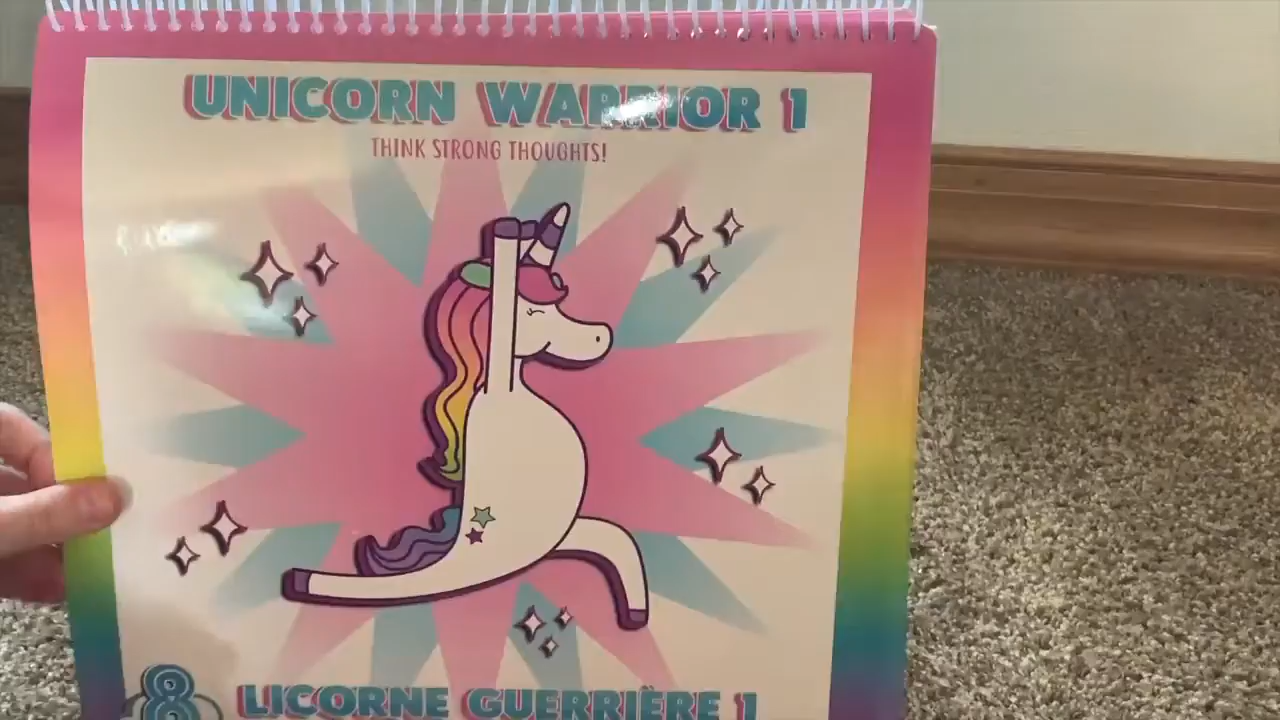 UNICORN WARRIOR 1
THINK STRONG THOUGHTS!
8
LICORNE GUERRIÈRE 1